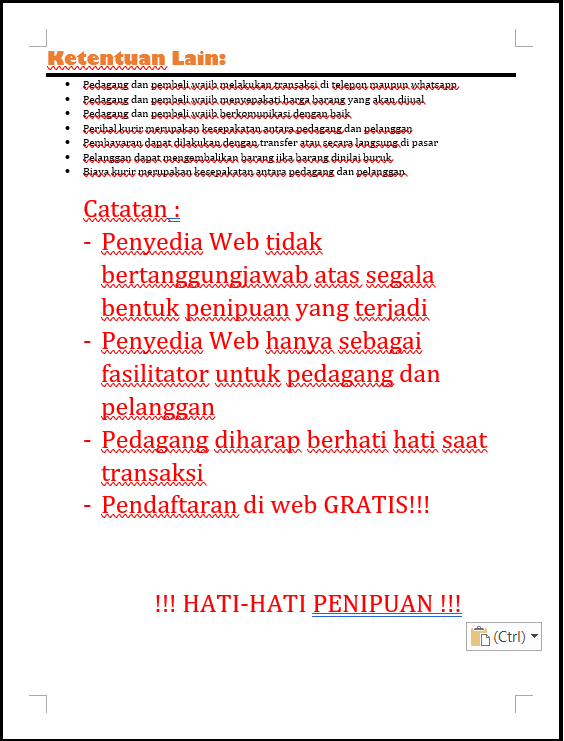 Ketentuan Lain:
• Pedagang dan pembeli wajib melakukan transaksi di telepon maupun whatsapp
• Pedagang dan pembeli wajib menyepakati harga barang yang akan dijual
• Pedagang dan pembeli wajib berkomunikasi dengan baik
• Perihal kurir merupakan kesepakatan antara pedagang dan pelanggan
• Pembayaran dapat dilakukan dengan transfer atau secara langsung di pasar
• Pelanggan dapat mengembalikan barang jika barang dinilai buruk
• Biaya kurir merupakan kesepakatan antara pedagang dan pelanggan
Catatan :
- Penyedia Web tidak
bertanggungjawab atas segala
bentuk penipuan yang terjadi
- Penyedia Web hanya sebagai
fasilitator untuk pedagang dan
pelanggan
- Pedagang diharap berhati hati saat
transaksi
- Pendaftaran di web GRATIS!!!
!!! HATI-HATI PENIPUAN !!!
(Ctrl)